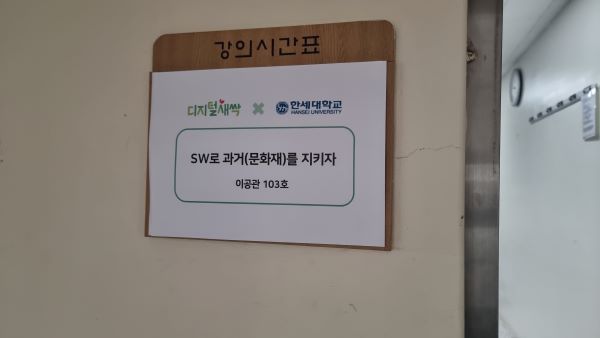 강의시간표
디지털새싹 × 한세대학교
HANSEI UNIVERSITY
SW로 과거(문화재)를 지키자
이공관 103호